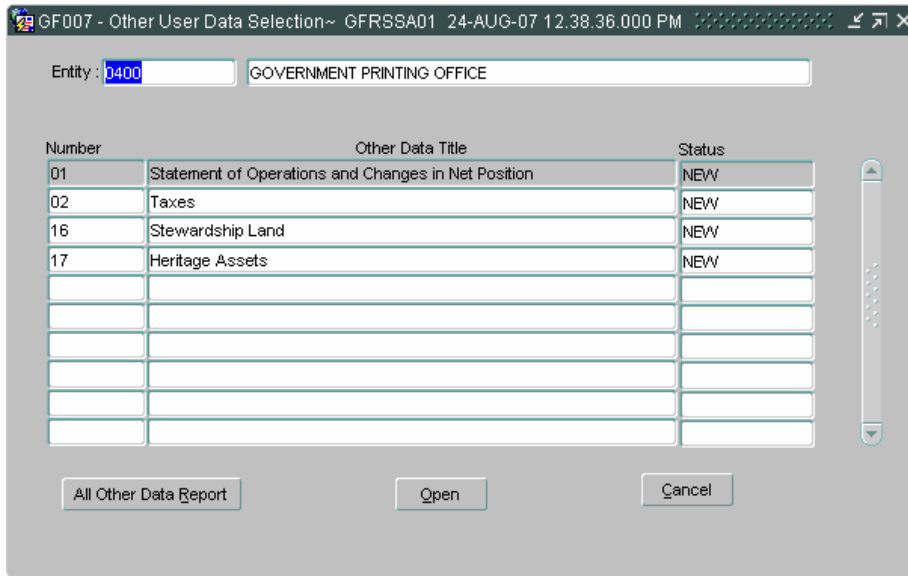 GF007 - Other User Data Selection~ GFRSSA01 24-AUG-07 12.38.36.000 PM
Entity : 0400 GOVERNMENT PRINTING OFFICE
Number Other Data Title Status
01 Statement of Operations and Changes in Net Position NEW
02 Taxes NEW
16 Stewardship Land NEW
17 Heritage Assets NEW
All Other Data Report Open Cancel